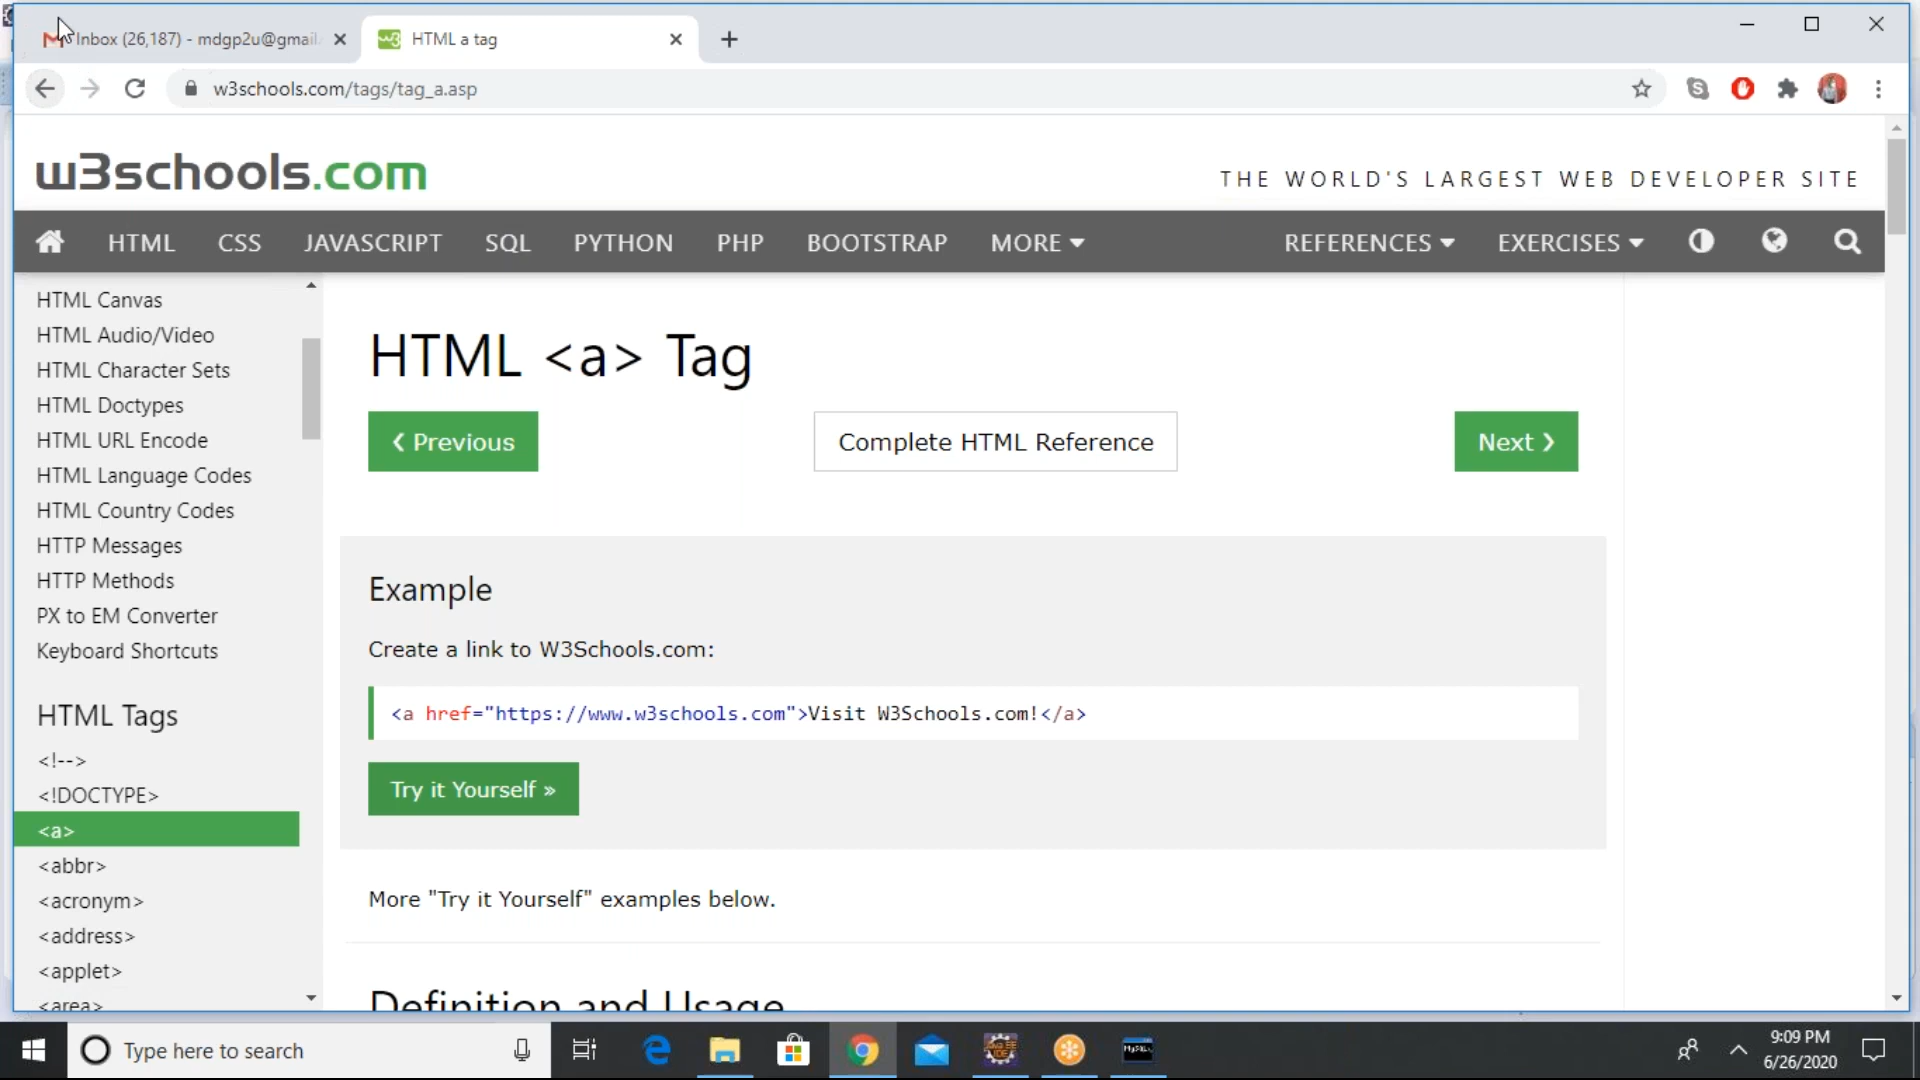 Inbox (26,187) - mdgp2u@gmail.
HTML a tag
w3schools.com/tags/tag_a.asp
w3schools.com
THE WORLD'S LARGEST WEB DEVELOPER SITE
HTML CSS JAVASCRIPT SQL PYTHON PHP BOOTSTRAP MORE REFERENCES EXERCISES
HTML Canvas
HTML Audio/Video
HTML Character Sets
HTML Doctypes
HTML URL Encode
HTML Language Codes
HTML Country Codes
HTTP Messages
HTTP Methods
PX to EM Converter
Keyboard Shortcuts
HTML Tags
<!-->
<!DOCTYPE>
<a>
<abbr>
<acronym>
<address>
<applet>
<area>
HTML <a> Tag
❮ Previous
Complete HTML Reference
Next ❯
Example
Create a link to W3Schools.com:
<a href="https://www.w3schools.com">Visit W3Schools.com!</a>
Try it Yourself »
More "Try it Yourself" examples below.
Definition and Usage
Type here to search
9:09 PM
6/26/2020